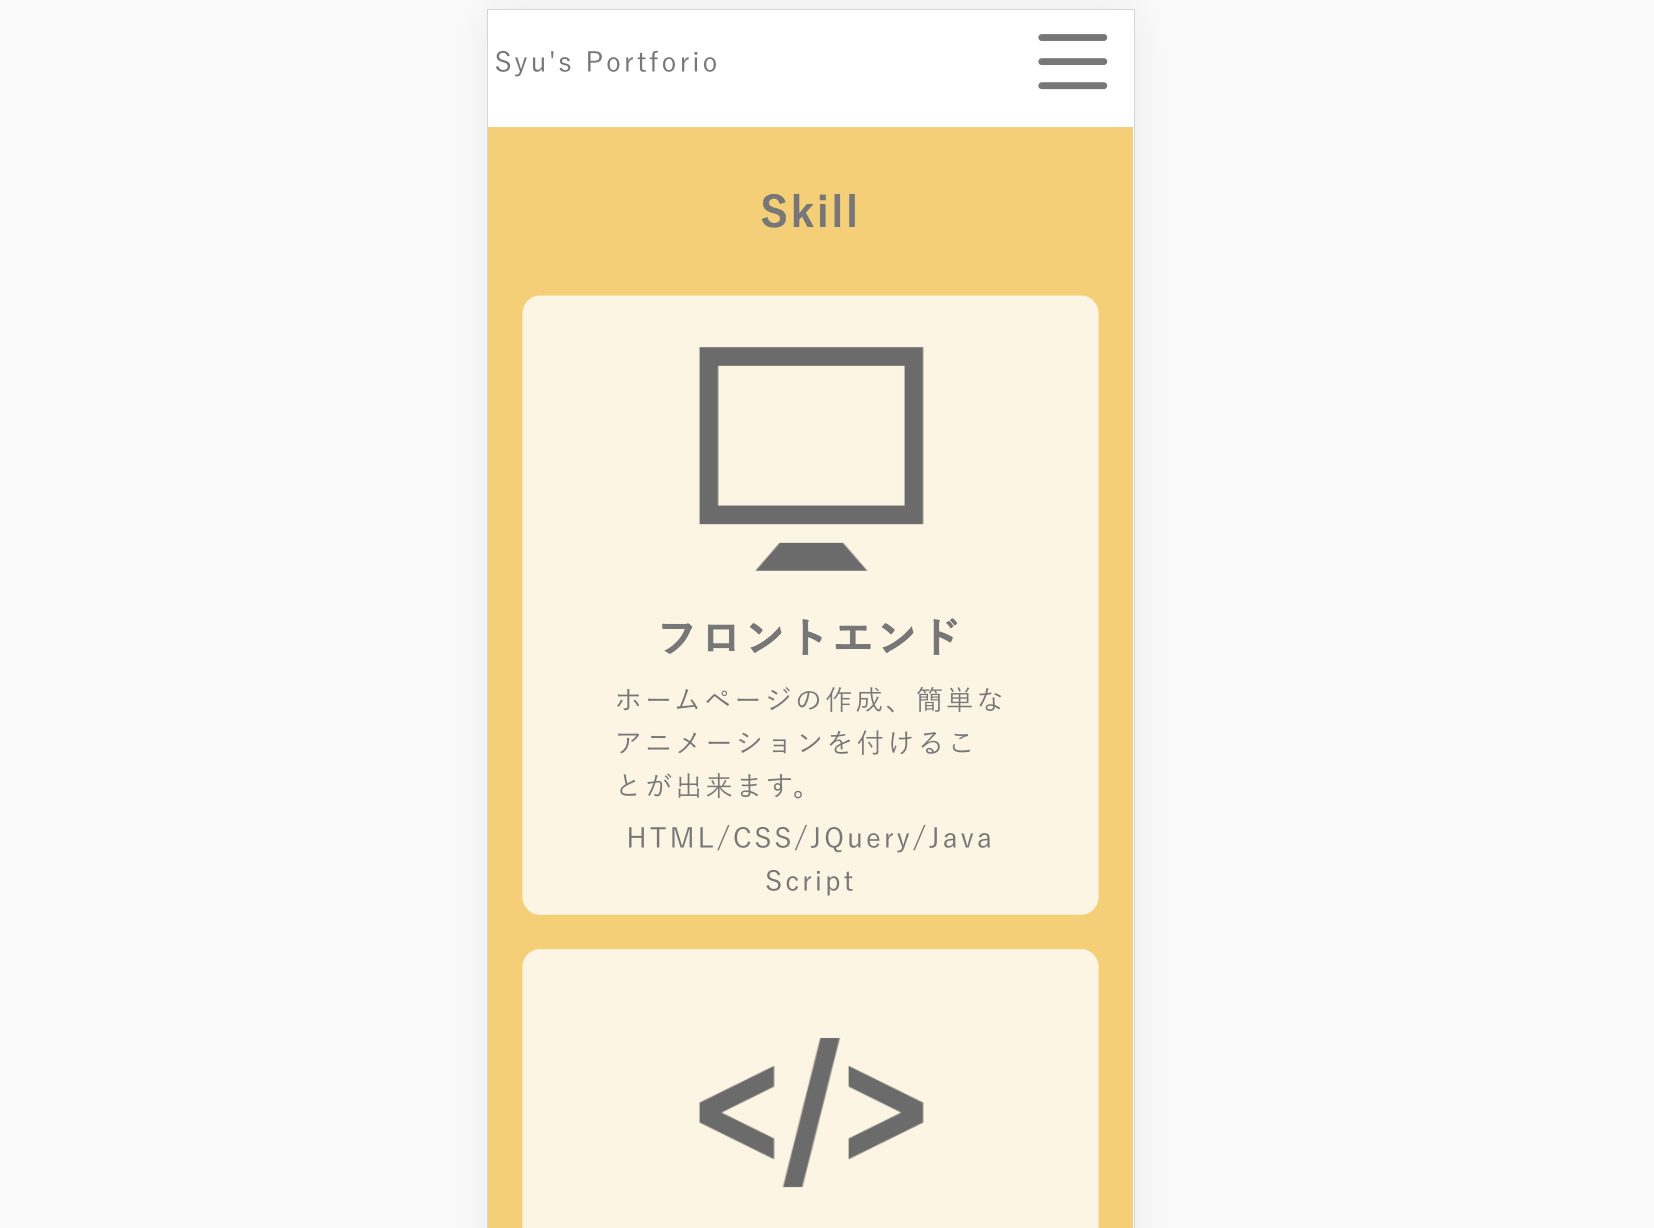 Syu's Portforio
Skill
フロントエンド
ホームページの作成、簡単な
アニメーションを付けるこ
とが出来ます。
HTML/CSS/JQuery/Java
Script
</>